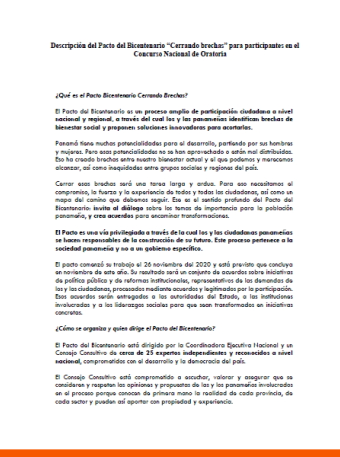 Descripción del Pacto del Bicentenario “Cerrando brechas” para participantes en el
Concurso Nacional de Oratoria
¿Qué es el Pacto Bicentenario Cerrando Brechas?
El Pacto del Bicentenario es un proceso amplio de participación ciudadana a nivel
nacional y regional, a través del cual los y las panameñas identifican brechas de
bienestar social y proponen soluciones innovadoras para acortarlas.
Panamá tiene muchas potencialidades para el desarrollo, partiendo por sus hombres
y mujeres. Pero esas potencialidades no se han aprovechado o están mal distribuidas.
Eso ha creado brechas entre nuestro bienestar actual y el que podemos y merecemos
alcanzar, así como inequidades entre grupos sociales y regiones del país.
Cerrar esas brechas será una tarea larga y ardua. Para eso necesitamos el
compromiso, la fuerza y la experiencia de todos y todas las ciudadanas, así como un
mapa del camino que debemos seguir. Ese es el sentido profundo del Pacto del
Bicentenario: invita al diálogo sobre los temas de importancia para la población
panameña, y crea acuerdos para encaminar transformaciones.
El Pacto es una vía privilegiada a través de la cual los y las ciudadanas panameñas
se hacen responsables de la construcción de su futuro. Este proceso pertenece a la
sociedad panameña y no a un gobierno específico.
El pacto comenzó su trabajo el 26 noviembre del 2020 y está previsto que concluya
en noviembre de este año. Su resultado será un conjunto de acuerdos sobre iniciativas
de política pública y de reformas institucionales, representativas de las demandas de
los y las ciudadanas, procesados mediante acuerdos y legitimados por la participación.
Esos acuerdos serán entregados a las autoridades del Estado, a las instituciones
involucradas y a los liderazgos sociales para que sean transformados en iniciativas
concretas.
¿Cómo se organiza y quien dirige el Pacto del Bicentenario?
El Pacto del Bicentenario está dirigido por la Coordinadora Ejecutiva Nacional y un
Consejo Consultivo de cerca de 25 expertos independientes y reconocidos a nivel
nacional, comprometidos con el desarrollo y la democracia del país.
El Consejo Consultivo está comprometido a escuchar, valorar y asegurar que se
consideren y respeten las opiniones y propuestas de las y los panameños involucrados
en el proceso porque conocen de primera mano la realidad de cada provincia, de
cada sector y pueden así aportar con propiedad y experiencia.